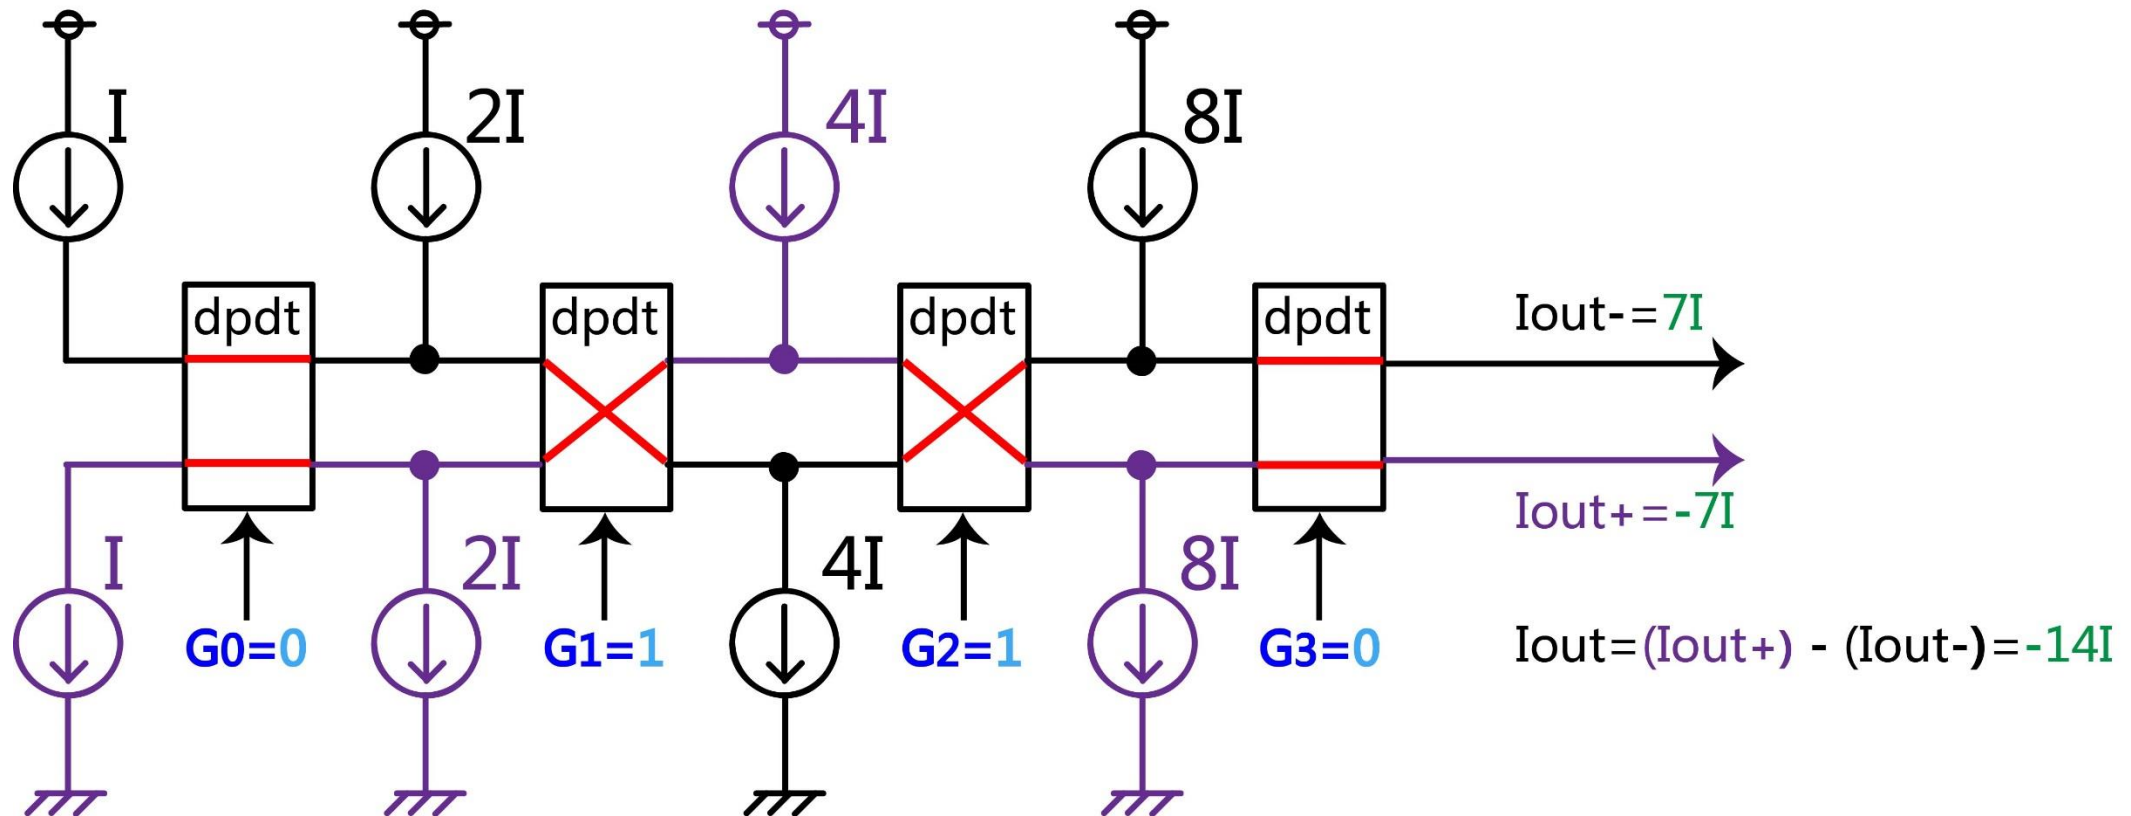 I 2I 4I 8I
dpdt dpdt dpdt dpdt
Iout-=7I
Iout+=-7I
I 2I 4I 8I
G0=0 G1=1 G2=1 G3=0
Iout=(Iout+) - (Iout-)=-14I